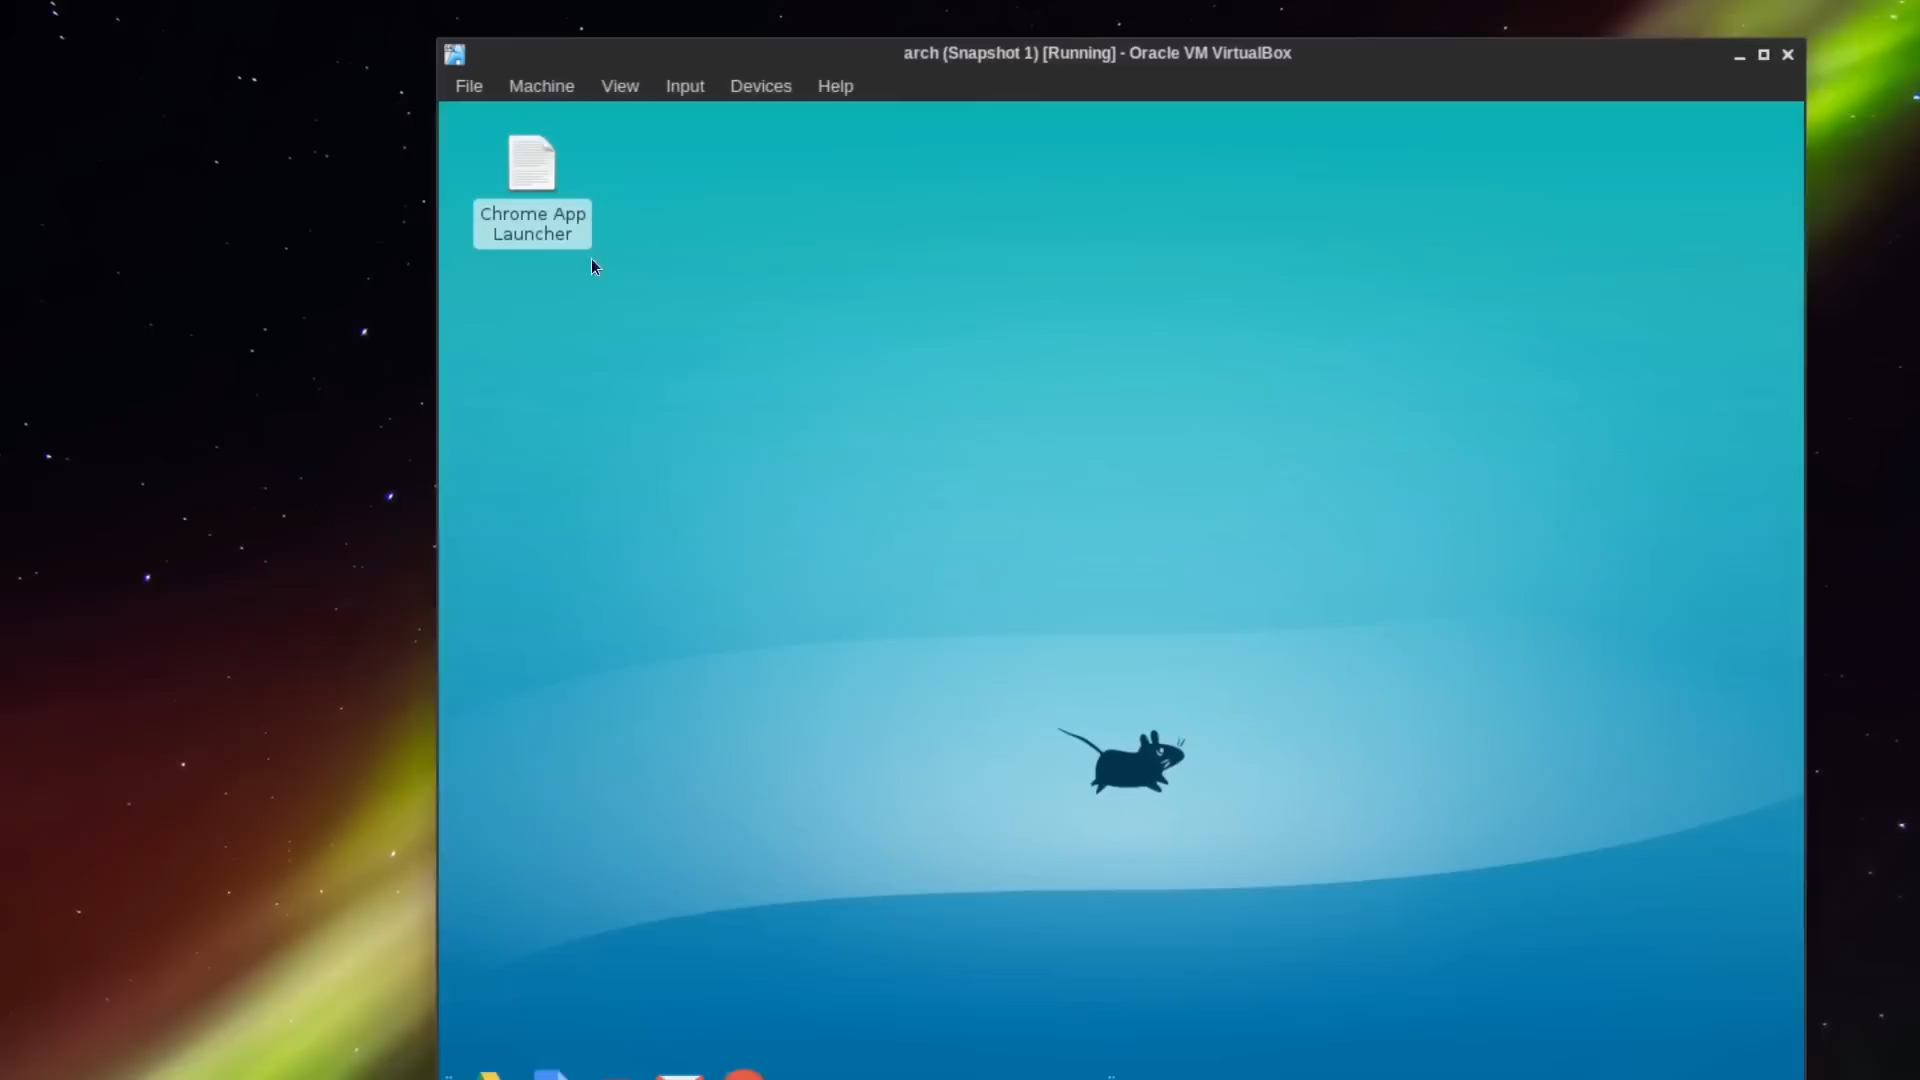 arch (Snapshot 1) [Running] - Oracle VM VirtualBox
File Machine View Input Devices Help
Chrome App
Launcher